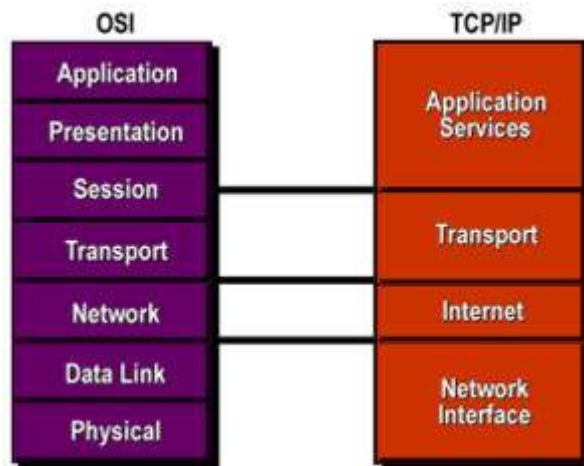 OSI
Application
Presentation
Session
Transport
Network
Data Link
Physical
TCP/IP
Application
Services
Transport
Internet
Network
Interface